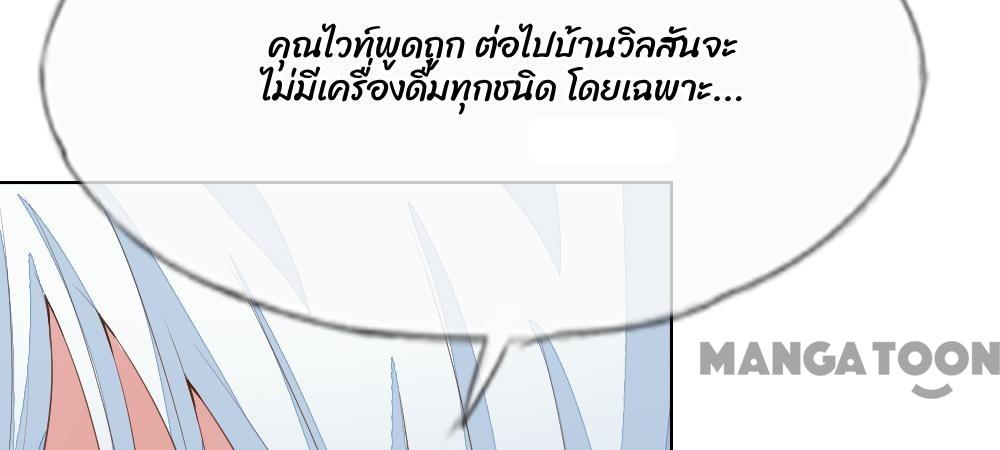 คุณไวท์พูดถูก ต่อไปบ้านวิลสันจะ
ไม่มีเครื่องดื่มทุกชนิด โดยเฉพาะ...
MANGATOON